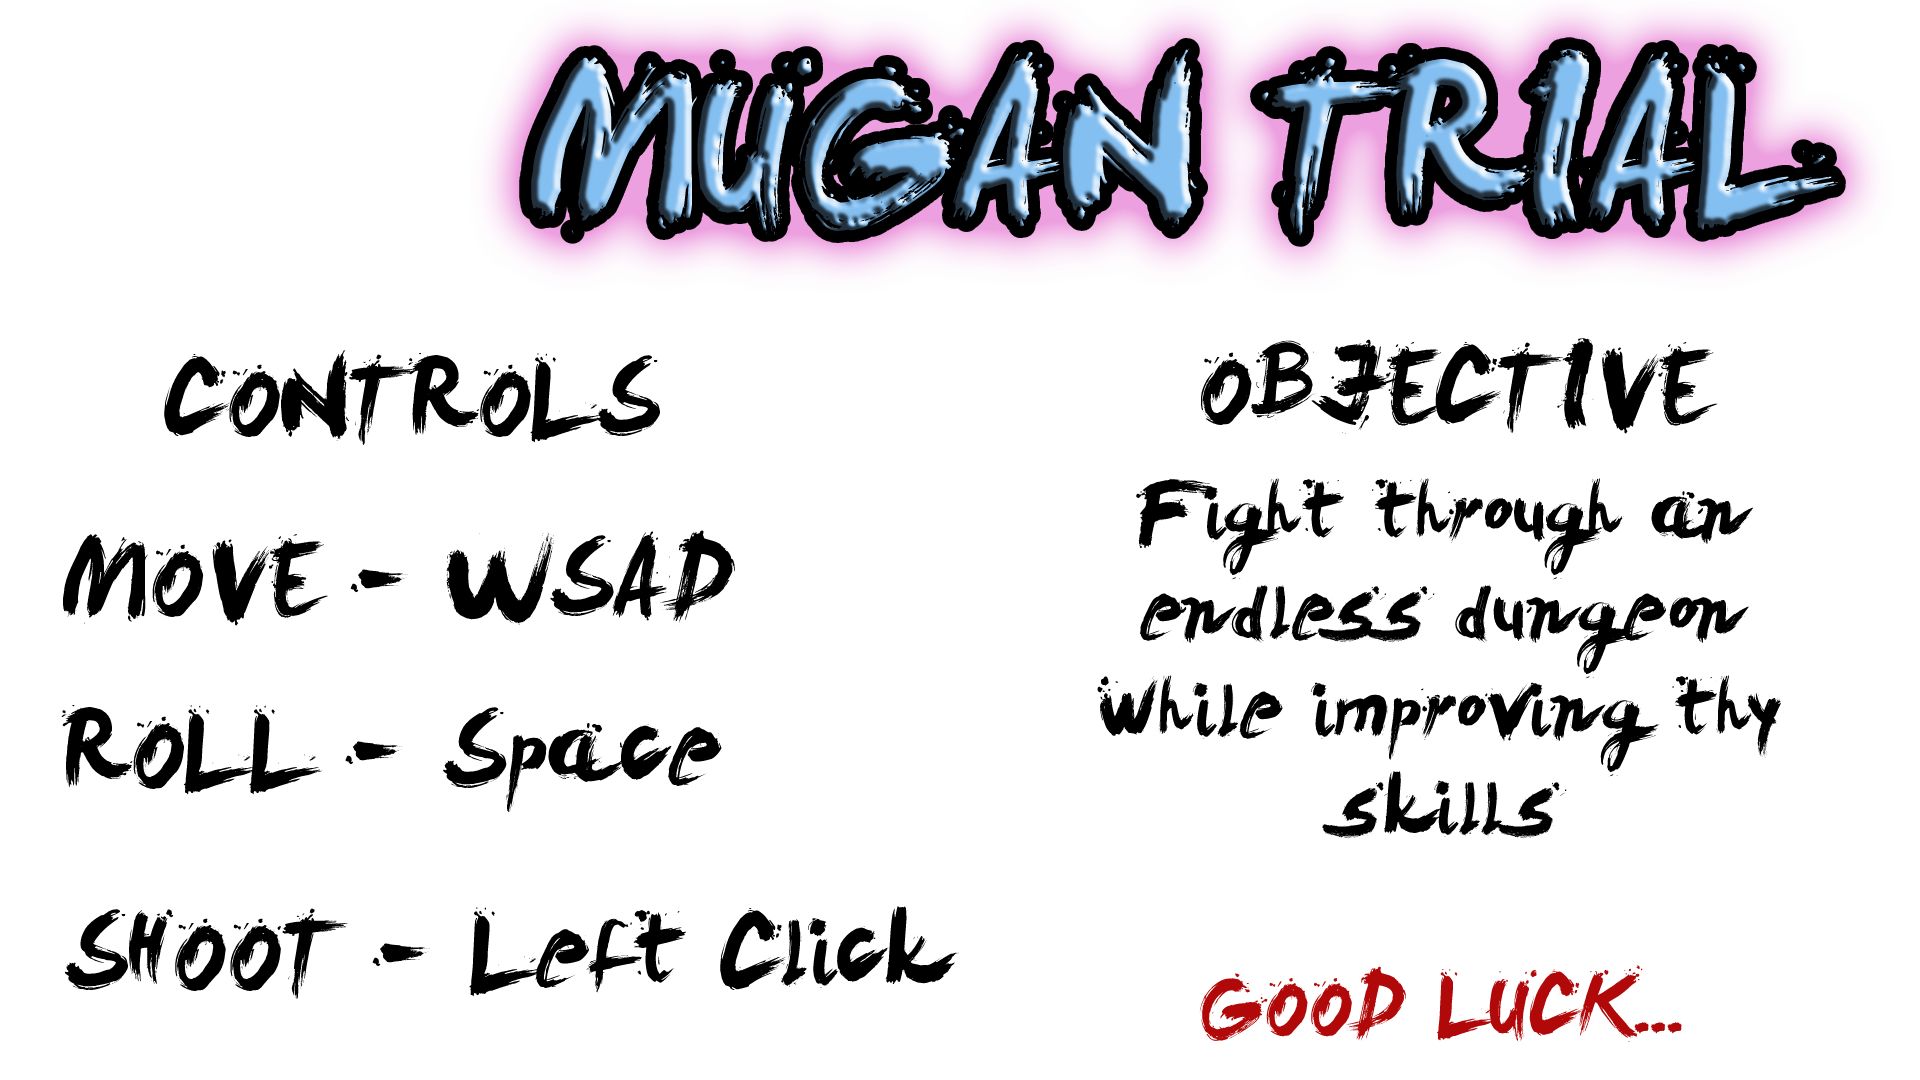 MUGAN TRIAL
CONTROLS
MOVE - WSAD
ROLL - Space
SHOOT - Left Click
OBJECTIVE
Fight through an
endless dungeon
while improving thy
skills
GOOD LUCK...